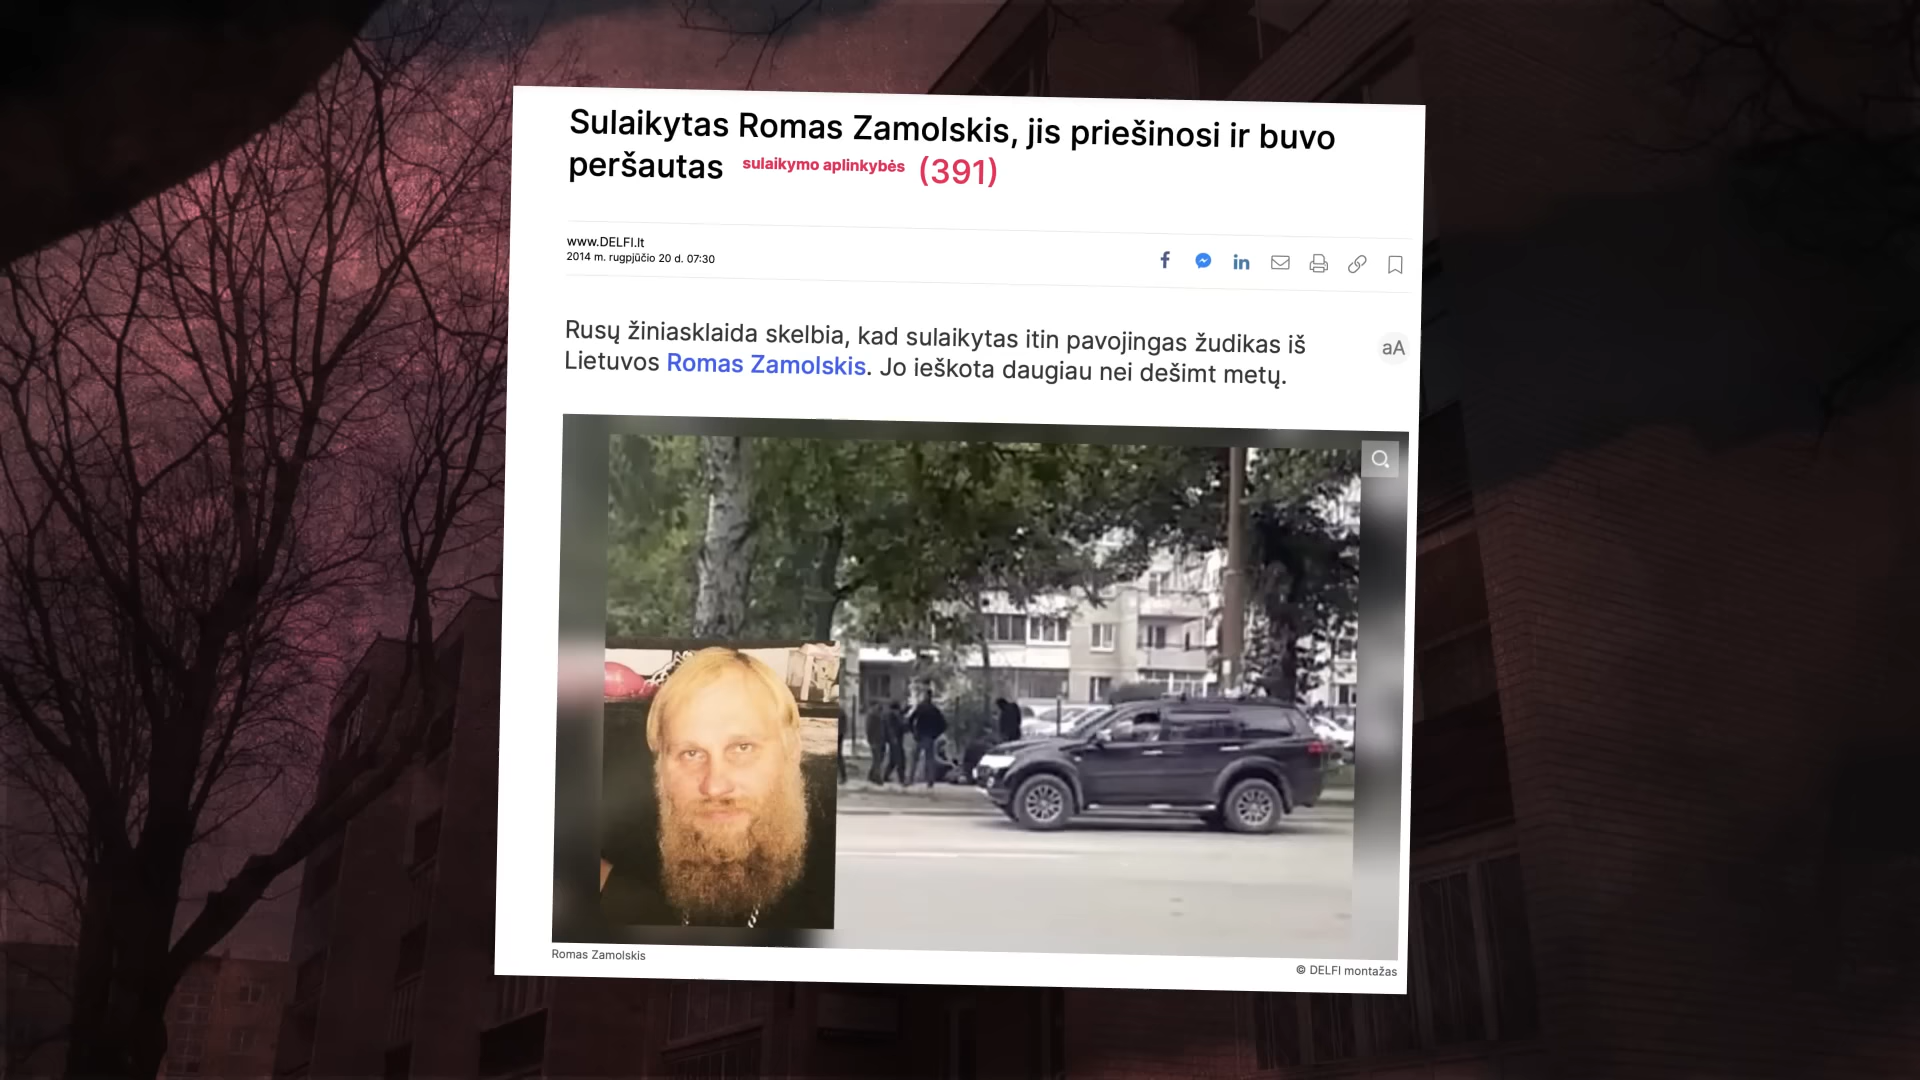 Sulaikytas Romas Zamolskis, jis priešinosi ir buvo
peršautas sulaikymo aplinkybės (391)
www.DELFI.lt
2014 m. rugpjūčio 20 d. 07:30
Rusų žiniasklaida skelbia, kad sulaikytas itin pavojingas žudikas iš
Lietuvos Romas Zamolskis. Jo ieškota daugiau nei dešimt metų.
aA
Romas Zamolskis
© DELFI montažas